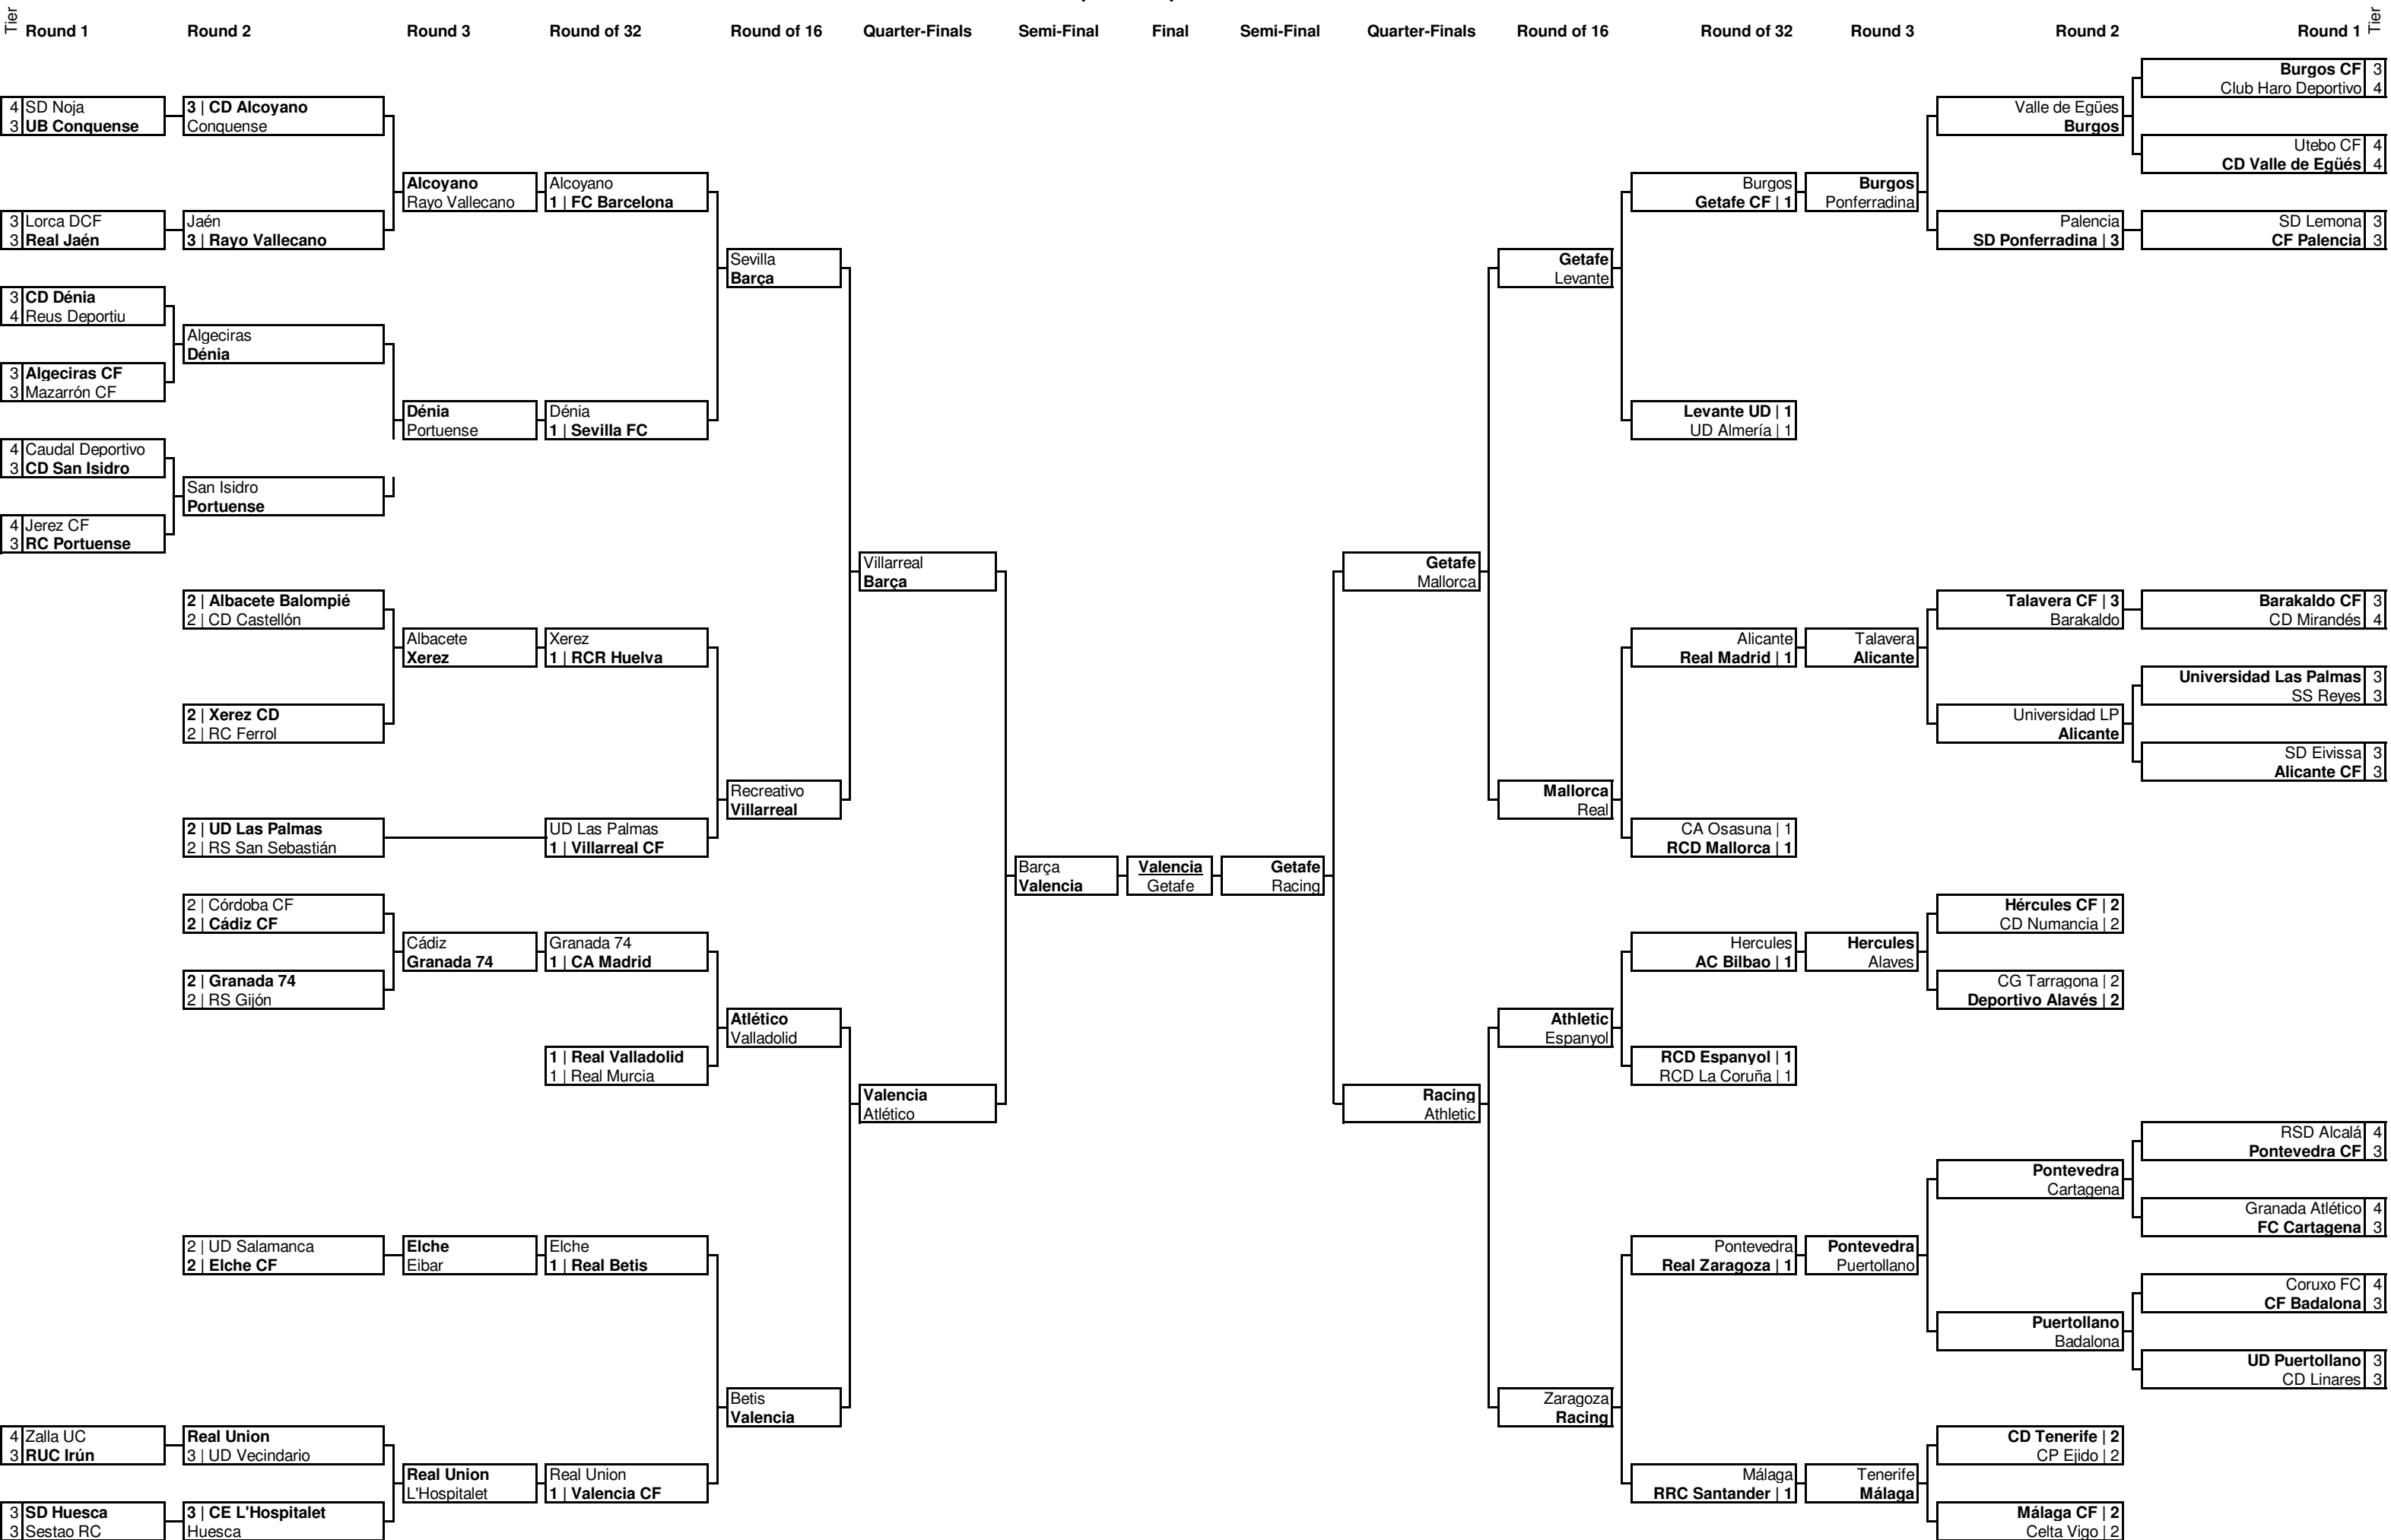 Tier
Round 1
Round 2
Round 3
Round of 32
Round of 16
Quarter-Finals
Semi-Final
Final
Semi-Final
Quarter-Finals
Round of 16
Round of 32
Round 3
Round 2
Round 1
Tier
4 SD Noja
3 UB Conquense
3 Lorca DCF
3 Real Jaén
3 CD Dénia
4 Reus Deportiu
3 Algeciras CF
3 Mazarrón CF
4 Caudal Deportivo
3 CD San Isidro
4 Jerez CF
3 RC Portuense
4 Zalla UC
3 RUC Irún
3 SD Huesca
3 Sestao RC
3 | CD Alcoyano
Conquense
Jaén
3 | Rayo Vallecano
Algeciras
Dénia
San Isidro
Portuense
2 | Albacete Balompié
2 | CD Castellón
2 | Xerez CD
2 | RC Ferrol
2 | UD Las Palmas
2 | RS San Sebastián
2 | Córdoba CF
2 | Cádiz CF
2 | Granada 74
2 | RS Gijón
2 | UD Salamanca
2 | Elche CF
Real Union
3 | UD Vecindario
3 | CE L'Hospitalet
Huesca
Alcoyano
Rayo Vallecano
Dénia
Portuense
Albacete
Xerez
Cádiz
Granada 74
Elche
Eibar
Real Union
L'Hospitalet
Alcoyano
1 | FC Barcelona
Dénia
1 | Sevilla FC
Xerez
1 | RCR Huelva
UD Las Palmas
1 | Villarreal CF
Granada 74
1 | CA Madrid
1 | Real Valladolid
1 | Real Murcia
Elche
1 | Real Betis
Real Union
1 | Valencia CF
Sevilla
Barça
Recreativo
Villarreal
Atlético
Valladolid
Betis
Valencia
Villarreal
Barça
Valencia
Atlético
Barça
Valencia
Valencia
Getafe
Getafe
Racing
Getafe
Mallorca
Racing
Athletic
Getafe
Levante
Mallorca
Real
Athletic
Espanyol
Zaragoza
Racing
Burgos
Getafe CF | 1
Levante UD | 1
UD Almería | 1
Alicante
Real Madrid | 1
CA Osasuna | 1
RCD Mallorca | 1
Hercules
AC Bilbao | 1
RCD Espanyol | 1
RCD La Coruña | 1
Pontevedra
Real Zaragoza | 1
Málaga
RRC Santander | 1
Burgos
Ponferradina
Talavera
Alicante
Hercules
Alaves
Pontevedra
Puertollano
Tenerife
Málaga
Valle de Egües
Burgos
Palencia
SD Ponferradina | 3
Talavera CF | 3
Barakaldo
Universidad LP
Alicante
Hércules CF | 2
CD Numancia | 2
CG Tarragona | 2
Deportivo Alavés | 2
Pontevedra
Cartagena
Puertollano
Badalona
CD Tenerife | 2
CP Ejido | 2
Málaga CF | 2
Celta Vigo | 2
Burgos CF 3
Club Haro Deportivo 4
Utebo CF 4
CD Valle de Egüés 4
SD Lemona 3
CF Palencia 3
Barakaldo CF 3
CD Mirandés 4
Universidad Las Palmas 3
SS Reyes 3
SD Eivissa 3
Alicante CF 3
RSD Alcalá 4
Pontevedra CF 3
Granada Atlético 4
FC Cartagena 3
Coruxo FC 4
CF Badalona 3
UD Puertollano 3
CD Linares 3